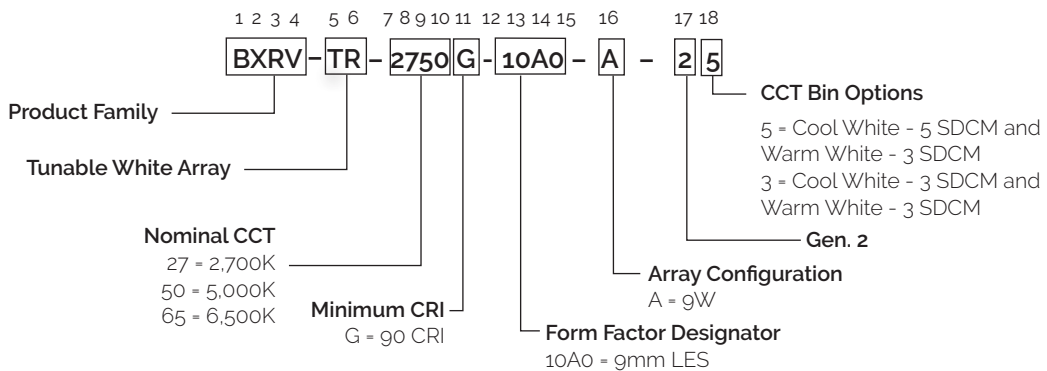 1 2 3 4 5 6 7 8 9 10 11 12 13 14 15 16 17 18
BXRV – TR – 2750 G - 10A0 – A – 2 5
Product Family
Tunable White Array
Nominal CCT
27 = 2,700K
50 = 5,000K
65 = 6,500K
Minimum CRI
G = 90 CRI
Form Factor Designator
10A0 = 9mm LES
Array Configuration
A = 9W
Gen. 2
CCT Bin Options
5 = Cool White - 5 SDCM and
Warm White - 3 SDCM
3 = Cool White - 3 SDCM and
Warm White - 3 SDCM